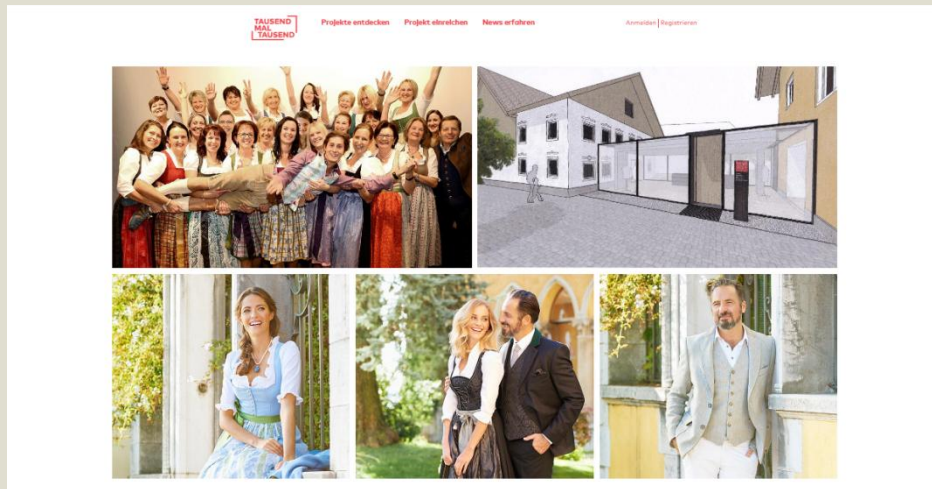 TAUSEND
MAL
TAUSEND
Projekte entdecken Projekt einreichen News erfahren Anmelden | Registrieren